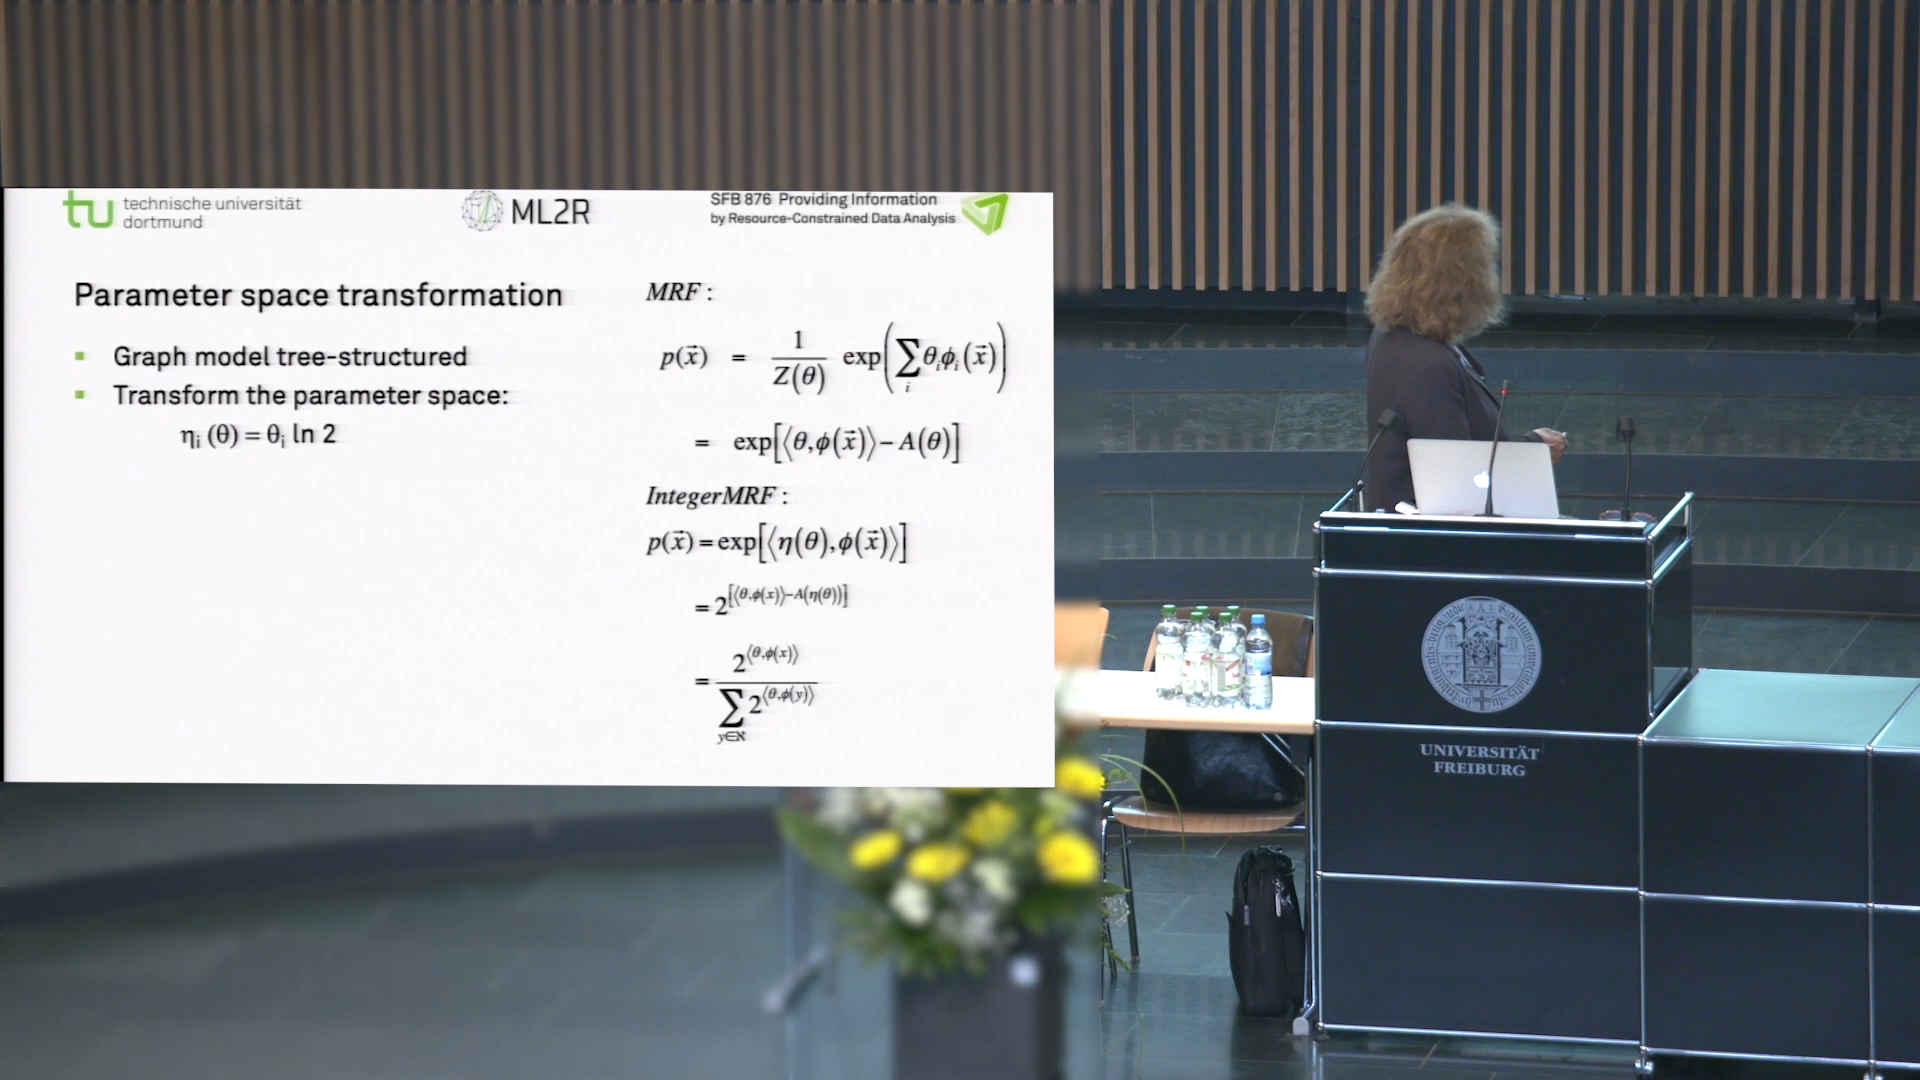 tu technische universität
dortmund
ML2R
SFB 876 Providing Information
by Resource-Constrained Data Analysis
Parameter space transformation
▪ Graph model tree-structured
▪ Transform the parameter space:
ηᵢ (θ) = θᵢ ln 2
MRF :
p(x⃗) = 1/Z(θ) exp(∑ᵢ θᵢϕᵢ(x⃗))
= exp[⟨θ,ϕ(x⃗)⟩ − A(θ)]
IntegerMRF :
p(x⃗) = exp[⟨η(θ),ϕ(x⃗)⟩]
= 2^[⟨θ,ϕ(x)⟩−A(η(θ))]
= 2^⟨θ,ϕ(x)⟩ / ∑_{y∈ℵ} 2^⟨θ,ϕ(y)⟩
UNIVERSITÄT
FREIBURG